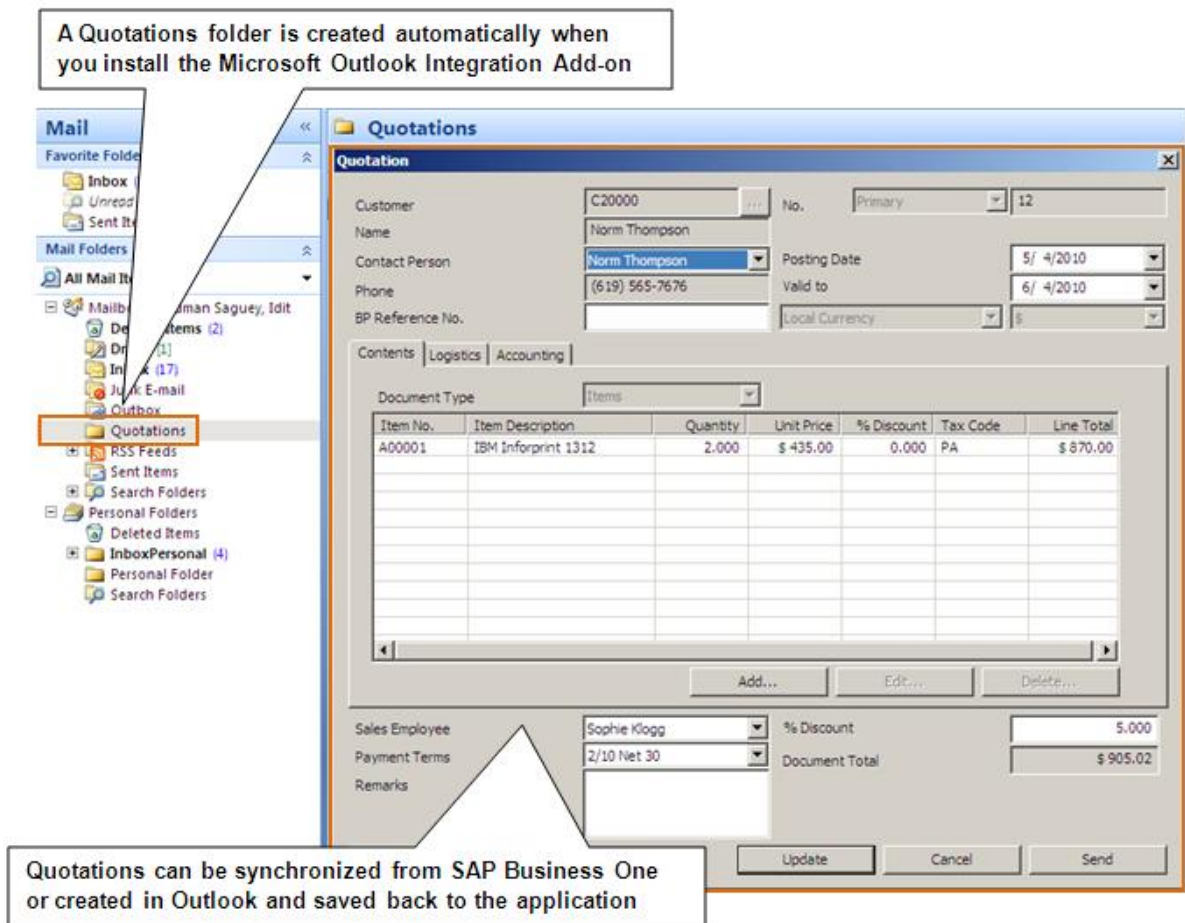 A Quotations folder is created automatically when
you install the Microsoft Outlook Integration Add-on
Mail
«
Favorite Folde
Inbox
Unread
Sent Ite
Mail Folders
All Mail Ite
Mailb man Saguey, Idit
De tems (2)
Dr [1]
In x (17)
Ju k E-mail
Outbox
Quotations
RSS Feeds
Sent Items
Search Folders
Personal Folders
Deleted Items
InboxPersonal (4)
Personal Folder
Search Folders
Quotations
Quotation
Customer C20000 ... No. Primary 12
Name Norm Thompson
Contact Person Norm Thompson Posting Date 5/ 4/2010
Phone (619) 565-7676 Valid to 6/ 4/2010
BP Reference No. Local Currency $
Contents Logistics Accounting
Document Type Items
Item No. Item Description Quantity Unit Price % Discount Tax Code Line Total
A00001 IBM Inforprint 1312 2.000 $ 435.00 0.000 PA $ 870.00
Add... Edit... Delete...
Sales Employee Sophie Klogg % Discount 5.000
Payment Terms 2/10 Net 30 Document Total $ 905.02
Remarks
Update Cancel Send
Quotations can be synchronized from SAP Business One
or created in Outlook and saved back to the application